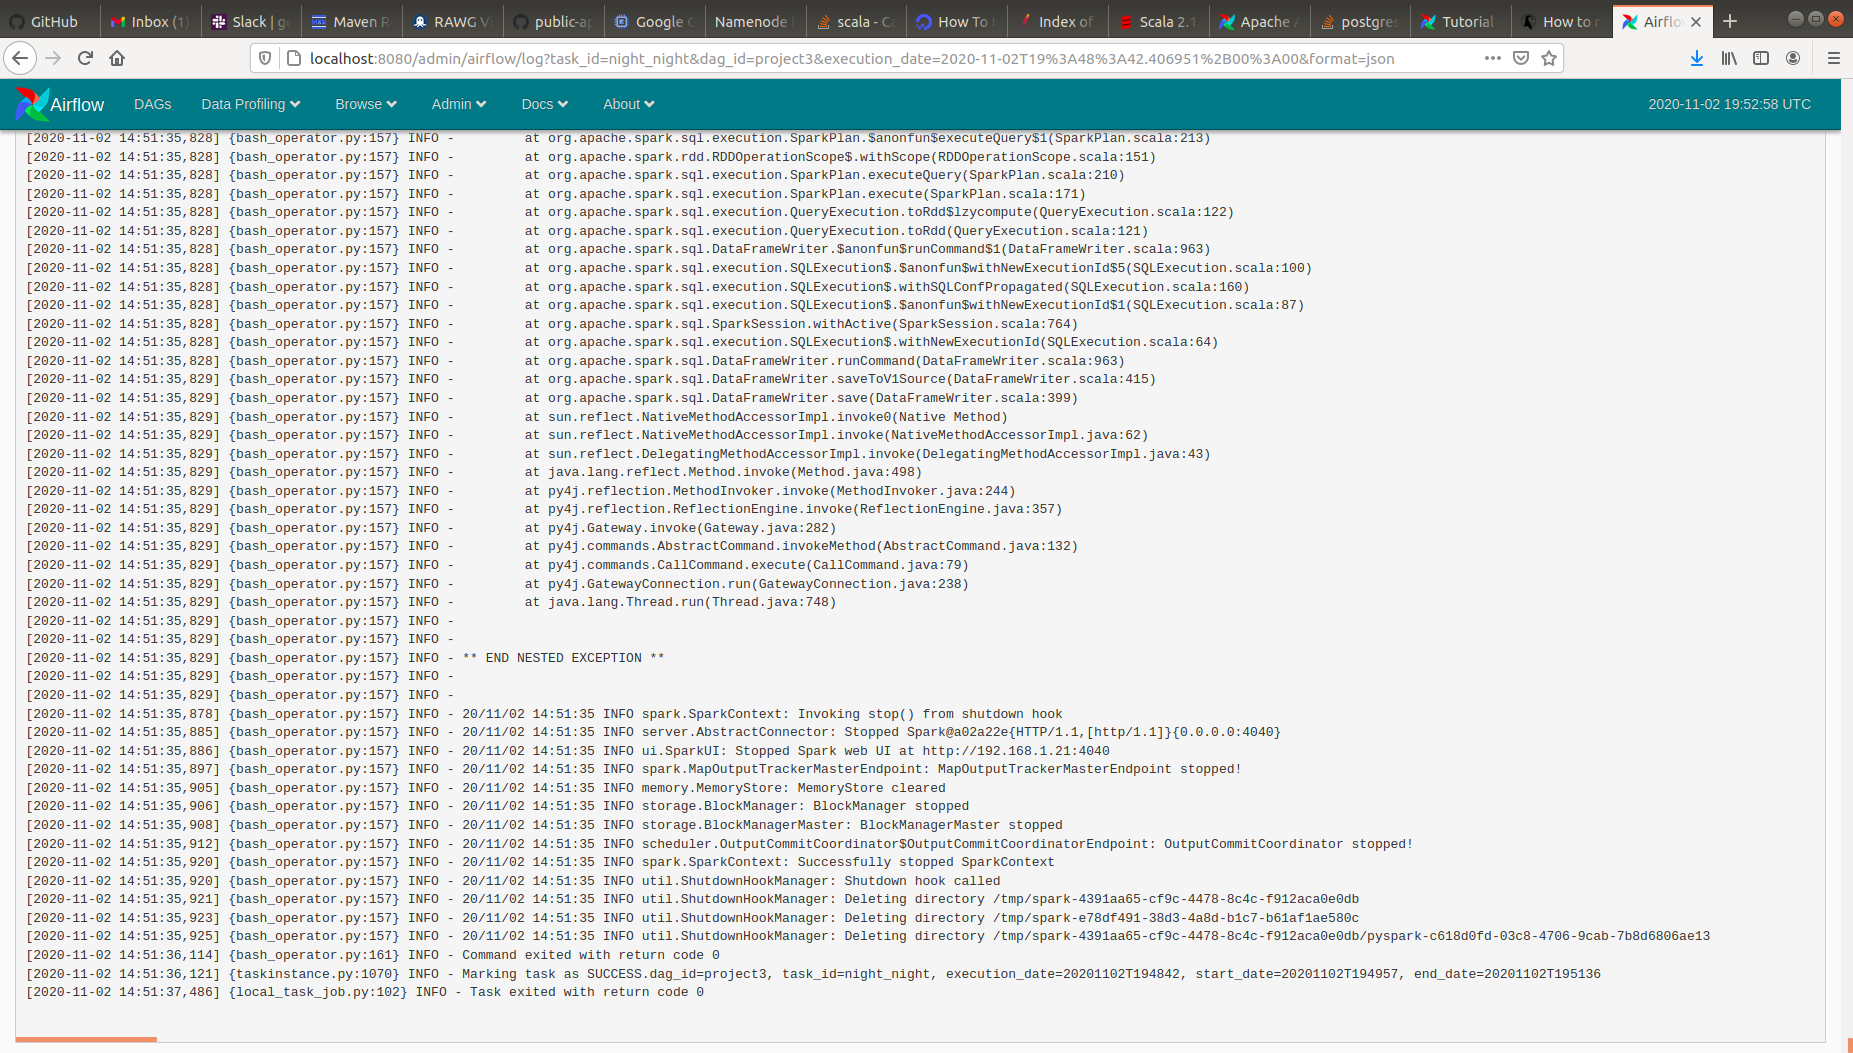 GitHub
Inbox (1)
Slack | g
Maven R
RAWG V
public-ap
Google C
Namenode
scala - Ca
How To
Index of
Scala 2.1
Apache A
postgres
Tutorial
How to r
Airflo
localhost:8080/admin/airflow/log?task_id=night_night&dag_id=project3&execution_date=2020-11-02T19%3A48%3A42.406951%2B00%3A00&format=json
Airflow DAGs Data Profiling Browse Admin Docs About 2020-11-02 19:52:58 UTC
[2020-11-02 14:51:35,828] {bash_operator.py:157} INFO - at org.apache.spark.sql.execution.SparkPlan.$anonfun$executeQuery$1(SparkPlan.scala:213)
[2020-11-02 14:51:35,828] {bash_operator.py:157} INFO - at org.apache.spark.rdd.RDDOperationScope$.withScope(RDDOperationScope.scala:151)
[2020-11-02 14:51:35,828] {bash_operator.py:157} INFO - at org.apache.spark.sql.execution.SparkPlan.executeQuery(SparkPlan.scala:210)
[2020-11-02 14:51:35,828] {bash_operator.py:157} INFO - at org.apache.spark.sql.execution.SparkPlan.execute(SparkPlan.scala:171)
[2020-11-02 14:51:35,828] {bash_operator.py:157} INFO - at org.apache.spark.sql.execution.QueryExecution.toRdd$lzycompute(QueryExecution.scala:122)
[2020-11-02 14:51:35,828] {bash_operator.py:157} INFO - at org.apache.spark.sql.execution.QueryExecution.toRdd(QueryExecution.scala:121)
[2020-11-02 14:51:35,828] {bash_operator.py:157} INFO - at org.apache.spark.sql.DataFrameWriter.$anonfun$runCommand$1(DataFrameWriter.scala:963)
[2020-11-02 14:51:35,828] {bash_operator.py:157} INFO - at org.apache.spark.sql.execution.SQLExecution$.$anonfun$withNewExecutionId$5(SQLExecution.scala:100)
[2020-11-02 14:51:35,828] {bash_operator.py:157} INFO - at org.apache.spark.sql.execution.SQLExecution$.withSQLConfPropagated(SQLExecution.scala:160)
[2020-11-02 14:51:35,828] {bash_operator.py:157} INFO - at org.apache.spark.sql.execution.SQLExecution$.$anonfun$withNewExecutionId$1(SQLExecution.scala:87)
[2020-11-02 14:51:35,828] {bash_operator.py:157} INFO - at org.apache.spark.sql.SparkSession.withActive(SparkSession.scala:764)
[2020-11-02 14:51:35,828] {bash_operator.py:157} INFO - at org.apache.spark.sql.execution.SQLExecution$.withNewExecutionId(SQLExecution.scala:64)
[2020-11-02 14:51:35,828] {bash_operator.py:157} INFO - at org.apache.spark.sql.DataFrameWriter.runCommand(DataFrameWriter.scala:963)
[2020-11-02 14:51:35,829] {bash_operator.py:157} INFO - at org.apache.spark.sql.DataFrameWriter.saveToV1Source(DataFrameWriter.scala:415)
[2020-11-02 14:51:35,829] {bash_operator.py:157} INFO - at org.apache.spark.sql.DataFrameWriter.save(DataFrameWriter.scala:399)
[2020-11-02 14:51:35,829] {bash_operator.py:157} INFO - at sun.reflect.NativeMethodAccessorImpl.invoke0(Native Method)
[2020-11-02 14:51:35,829] {bash_operator.py:157} INFO - at sun.reflect.NativeMethodAccessorImpl.invoke(NativeMethodAccessorImpl.java:62)
[2020-11-02 14:51:35,829] {bash_operator.py:157} INFO - at sun.reflect.DelegatingMethodAccessorImpl.invoke(DelegatingMethodAccessorImpl.java:43)
[2020-11-02 14:51:35,829] {bash_operator.py:157} INFO - at java.lang.reflect.Method.invoke(Method.java:498)
[2020-11-02 14:51:35,829] {bash_operator.py:157} INFO - at py4j.reflection.MethodInvoker.invoke(MethodInvoker.java:244)
[2020-11-02 14:51:35,829] {bash_operator.py:157} INFO - at py4j.reflection.ReflectionEngine.invoke(ReflectionEngine.java:357)
[2020-11-02 14:51:35,829] {bash_operator.py:157} INFO - at py4j.Gateway.invoke(Gateway.java:282)
[2020-11-02 14:51:35,829] {bash_operator.py:157} INFO - at py4j.commands.AbstractCommand.invokeMethod(AbstractCommand.java:132)
[2020-11-02 14:51:35,829] {bash_operator.py:157} INFO - at py4j.commands.CallCommand.execute(CallCommand.java:79)
[2020-11-02 14:51:35,829] {bash_operator.py:157} INFO - at py4j.GatewayConnection.run(GatewayConnection.java:238)
[2020-11-02 14:51:35,829] {bash_operator.py:157} INFO - at java.lang.Thread.run(Thread.java:748)
[2020-11-02 14:51:35,829] {bash_operator.py:157} INFO -
[2020-11-02 14:51:35,829] {bash_operator.py:157} INFO -
[2020-11-02 14:51:35,829] {bash_operator.py:157} INFO - ** END NESTED EXCEPTION **
[2020-11-02 14:51:35,829] {bash_operator.py:157} INFO -
[2020-11-02 14:51:35,829] {bash_operator.py:157} INFO -
[2020-11-02 14:51:35,878] {bash_operator.py:157} INFO - 20/11/02 14:51:35 INFO spark.SparkContext: Invoking stop() from shutdown hook
[2020-11-02 14:51:35,885] {bash_operator.py:157} INFO - 20/11/02 14:51:35 INFO server.AbstractConnector: Stopped Spark@a02a22e{HTTP/1.1,[http/1.1]}{0.0.0.0:4040}
[2020-11-02 14:51:35,886] {bash_operator.py:157} INFO - 20/11/02 14:51:35 INFO ui.SparkUI: Stopped Spark web UI at http://192.168.1.21:4040
[2020-11-02 14:51:35,897] {bash_operator.py:157} INFO - 20/11/02 14:51:35 INFO spark.MapOutputTrackerMasterEndpoint: MapOutputTrackerMasterEndpoint stopped!
[2020-11-02 14:51:35,905] {bash_operator.py:157} INFO - 20/11/02 14:51:35 INFO memory.MemoryStore: MemoryStore cleared
[2020-11-02 14:51:35,906] {bash_operator.py:157} INFO - 20/11/02 14:51:35 INFO storage.BlockManager: BlockManager stopped
[2020-11-02 14:51:35,908] {bash_operator.py:157} INFO - 20/11/02 14:51:35 INFO storage.BlockManagerMaster: BlockManagerMaster stopped
[2020-11-02 14:51:35,912] {bash_operator.py:157} INFO - 20/11/02 14:51:35 INFO scheduler.OutputCommitCoordinator$OutputCommitCoordinatorEndpoint: OutputCommitCoordinator stopped!
[2020-11-02 14:51:35,920] {bash_operator.py:157} INFO - 20/11/02 14:51:35 INFO spark.SparkContext: Successfully stopped SparkContext
[2020-11-02 14:51:35,920] {bash_operator.py:157} INFO - 20/11/02 14:51:35 INFO util.ShutdownHookManager: Shutdown hook called
[2020-11-02 14:51:35,921] {bash_operator.py:157} INFO - 20/11/02 14:51:35 INFO util.ShutdownHookManager: Deleting directory /tmp/spark-4391aa65-cf9c-4478-8c4c-f912aca0e0db
[2020-11-02 14:51:35,923] {bash_operator.py:157} INFO - 20/11/02 14:51:35 INFO util.ShutdownHookManager: Deleting directory /tmp/spark-e78df491-38d3-4a8d-b1c7-b61af1ae580c
[2020-11-02 14:51:35,925] {bash_operator.py:157} INFO - 20/11/02 14:51:35 INFO util.ShutdownHookManager: Deleting directory /tmp/spark-4391aa65-cf9c-4478-8c4c-f912aca0e0db/pyspark-c618d0fd-03c8-4706-9cab-7b8d6806ae13
[2020-11-02 14:51:36,114] {bash_operator.py:161} INFO - Command exited with return code 0
[2020-11-02 14:51:36,121] {taskinstance.py:1070} INFO - Marking task as SUCCESS.dag_id=project3, task_id=night_night, execution_date=20201102T194842, start_date=20201102T194957, end_date=20201102T195136
[2020-11-02 14:51:37,486] {local_task_job.py:102} INFO - Task exited with return code 0